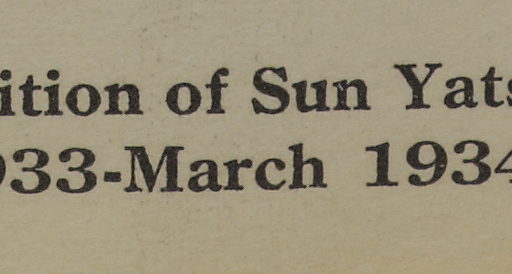 ition of Sun Yats
933-March 1934